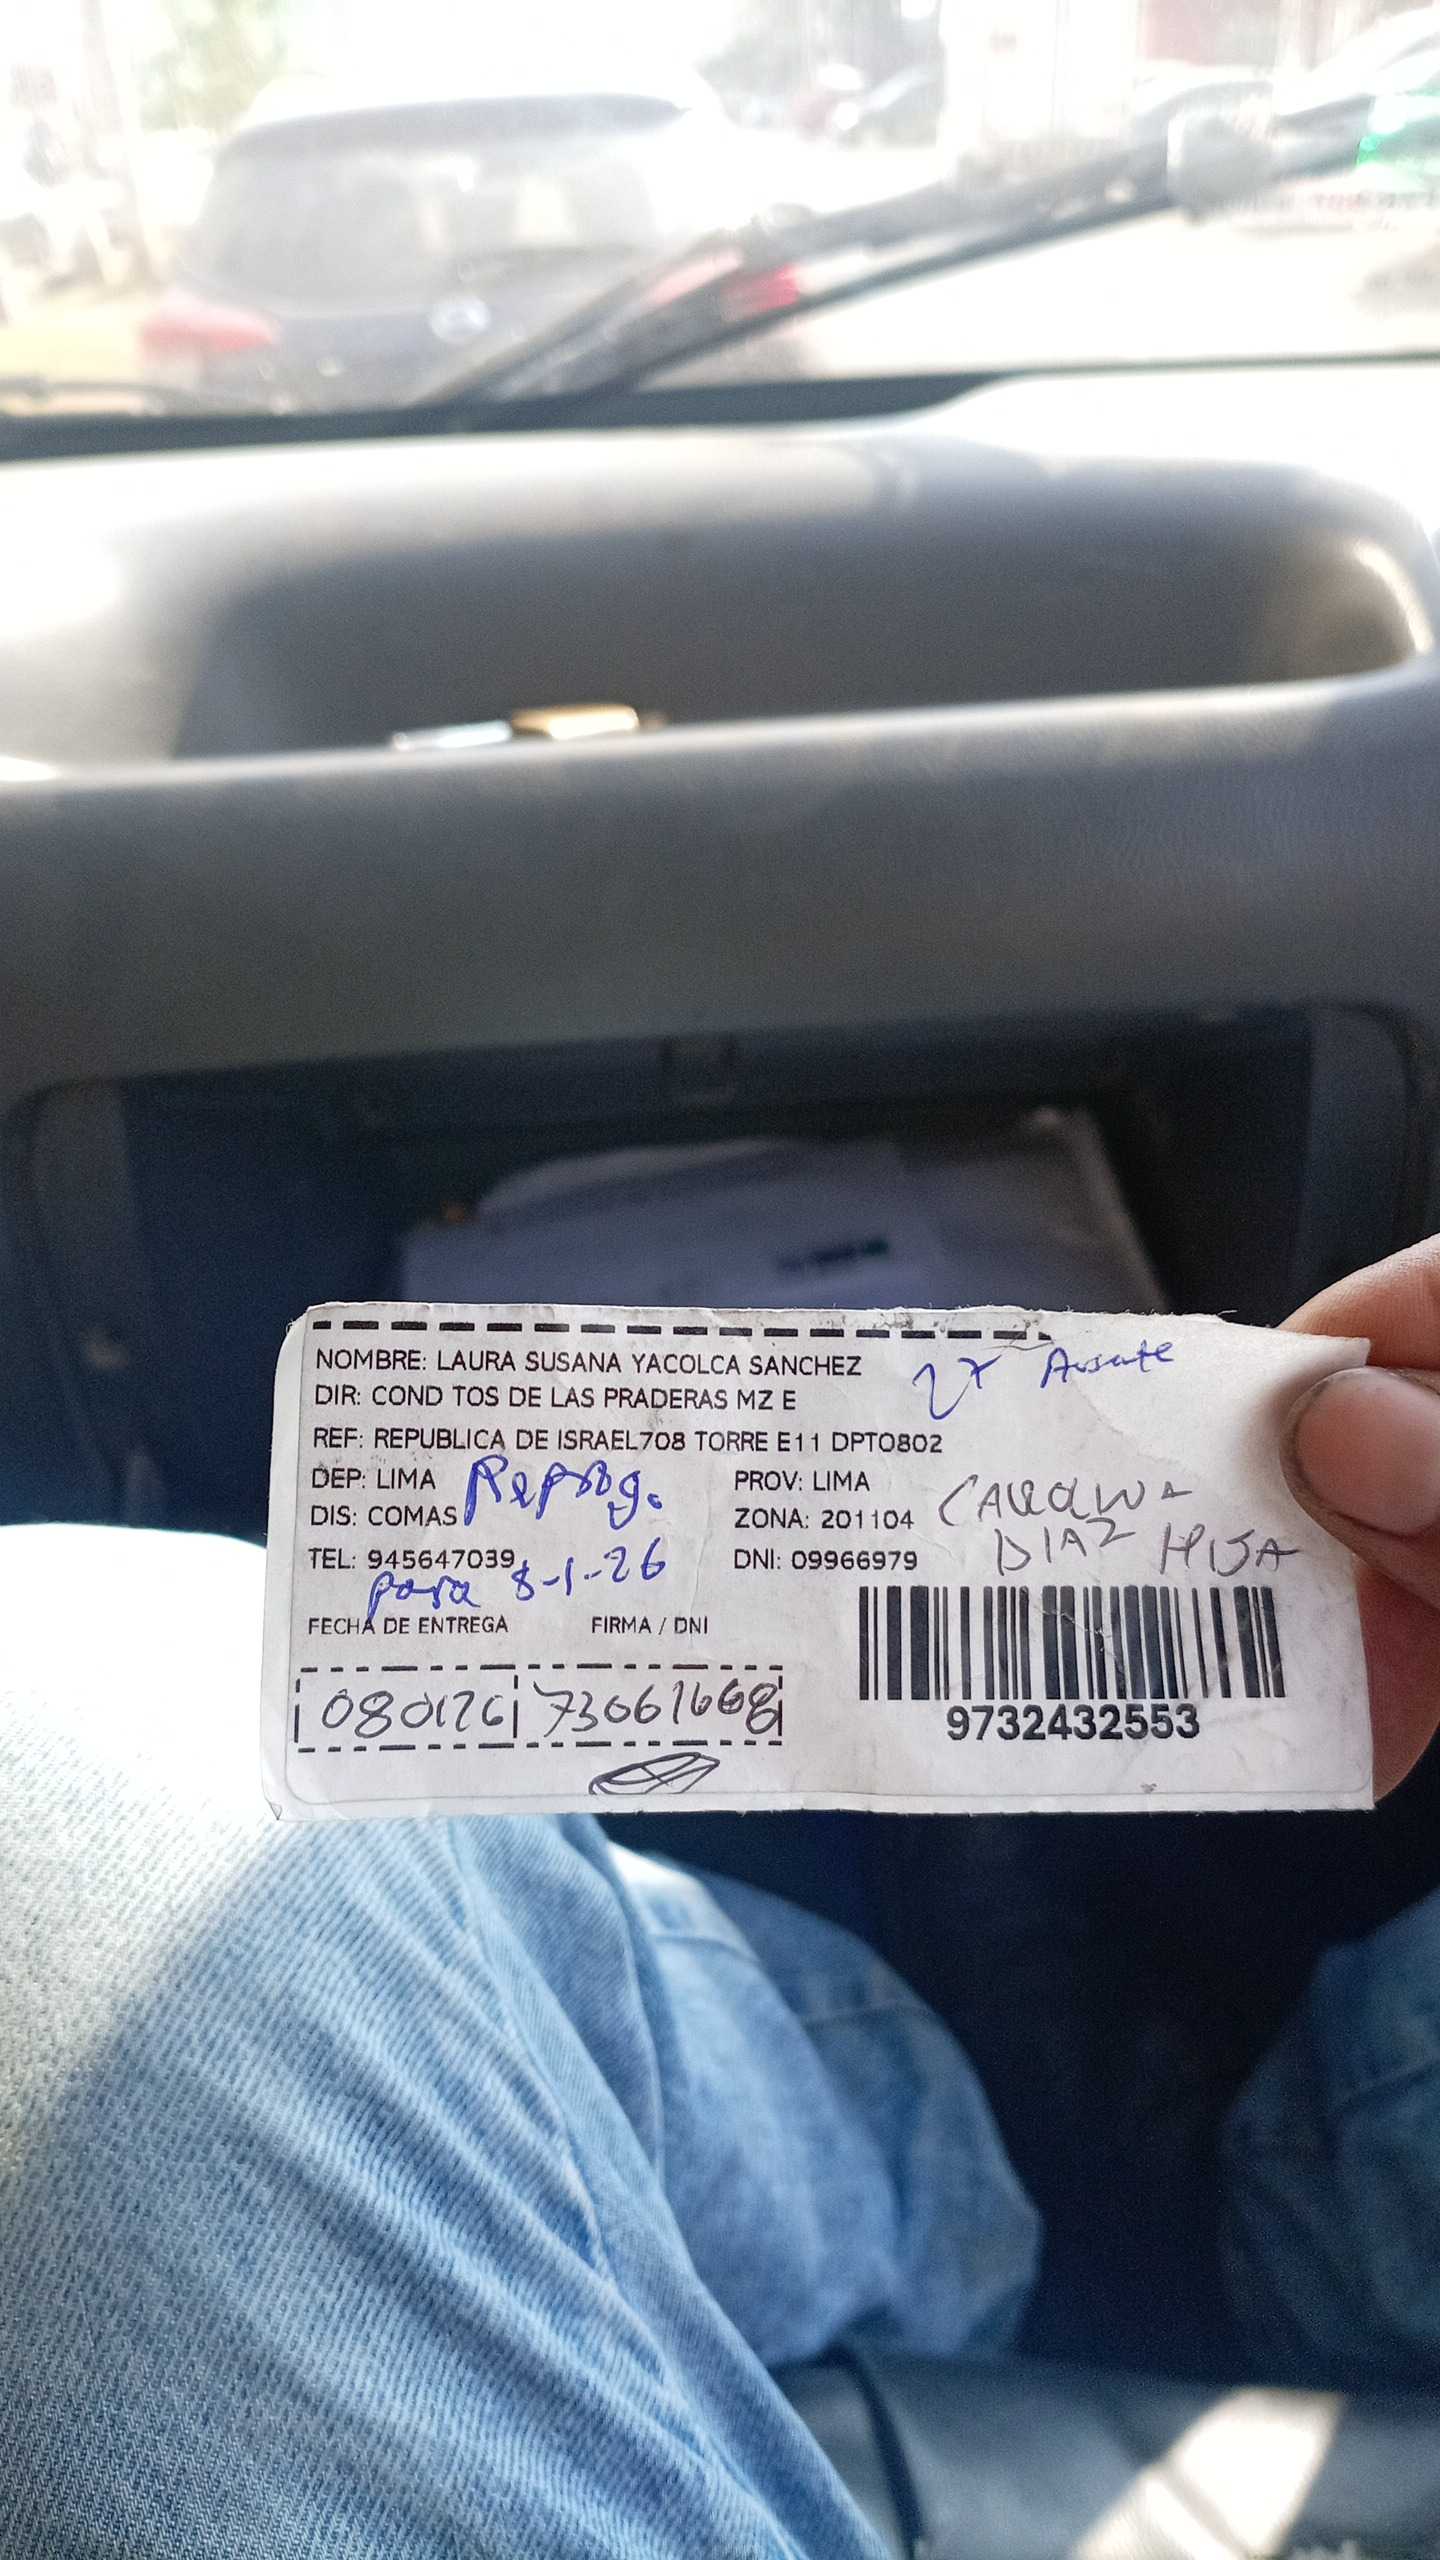 NOMBRE: LAURA SUSANA YACOLCA SANCHEZ
2x Ausente
DIR: COND TOS DE LAS PRADERAS MZ E
REF: REPUBLICA DE ISRAEL708 TORRE E11 DPTO802
DEP: LIMA
Reprog.
PROV: LIMA
DIS: COMAS
ZONA: 201104
DIAZ HIJA
TEL: 945647039
para 8-1-26
DNI: 09966979
FECHA DE ENTREGA
FIRMA / DNI
080126
73061668
9732432553